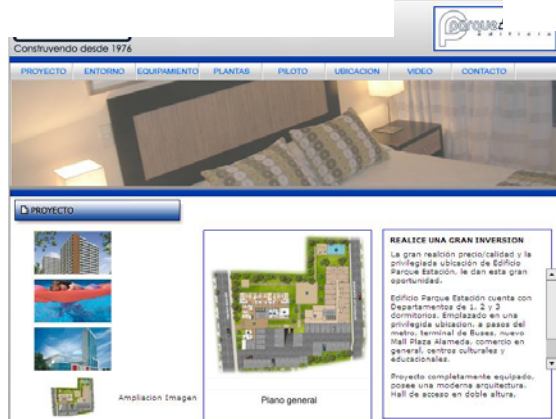 parque
edificio
Construyendo desde 1976
PROYECTO ENTORNO EQUIPAMIENTO PLANTAS PILOTO UBICACION VIDEO CONTACTO
PROYECTO
REALICE UNA GRAN INVERSION
La gran realción precio/calidad y la
privilegiada ubicación de Edificio
Parque Estación, le dan esta gran
oportunidad.
Edificio Parque Estación cuenta con
Departamentos de 1, 2 y 3
dormitorios. Emplazado en una
privilegida ubicacion, a pasos del
metro, terminal de Buses, nuevo
Mall Plaza Alameda, comercio en
general, centros culturales y
educacionales.
Proyecto completamente equipado,
posee una moderna arquitectura.
Hall de acceso en doble altura,
Ampliacion Imagen
Plano general